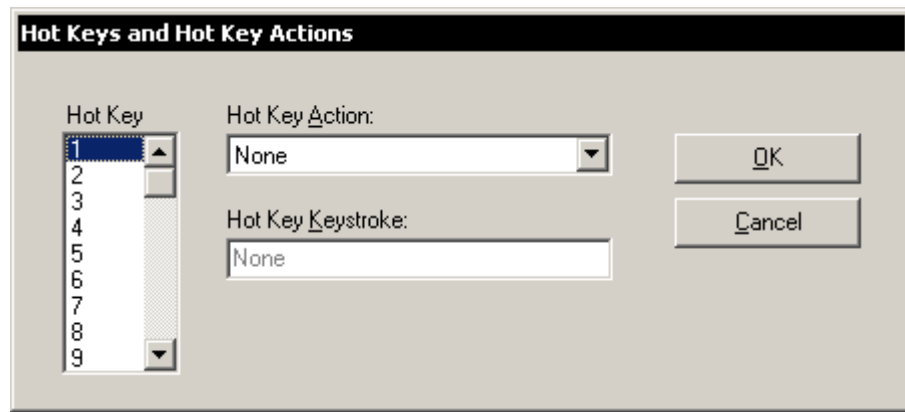 Hot Keys and Hot Key Actions
Hot Key
1
2
3
4
5
6
7
8
9
Hot Key Action:
None
Hot Key Keystroke:
None
OK
Cancel